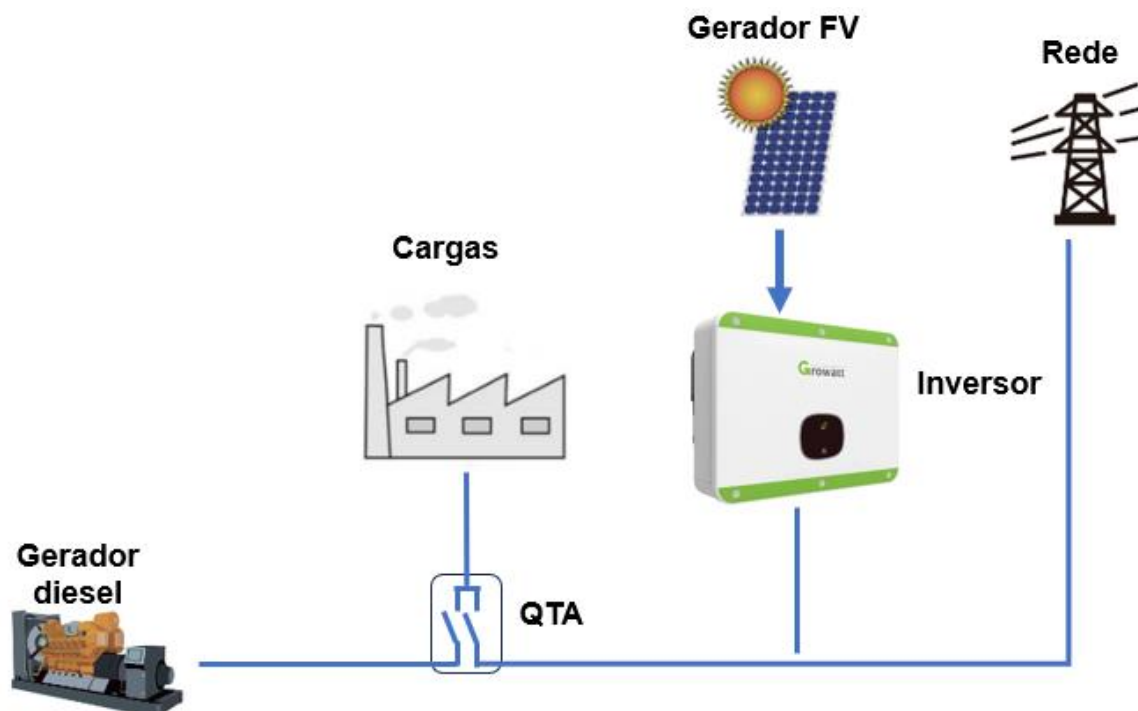 Gerador FV
Rede
Cargas
Growatt
Inversor
Gerador
diesel
QTA